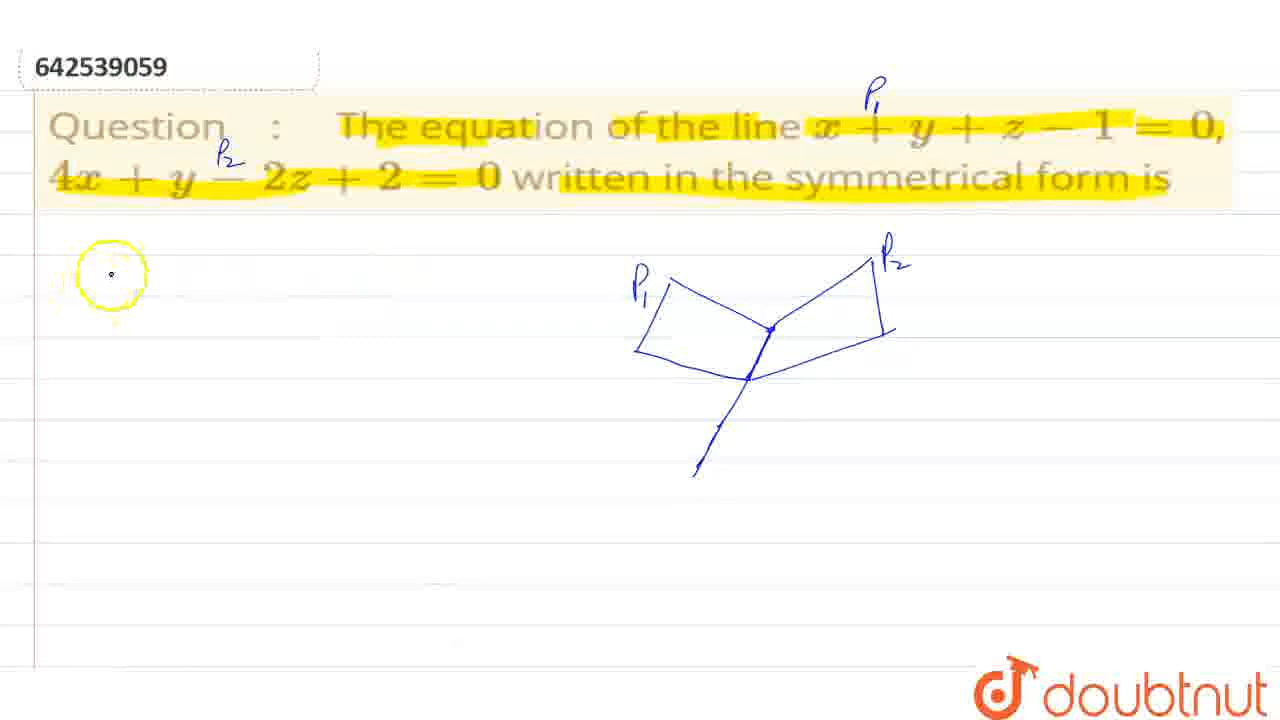 642539059
P1
Question : The equation of the line x + y + z − 1 = 0,
P2
4x + y − 2z + 2 = 0 written in the symmetrical form is
P1
P2
doubtnut